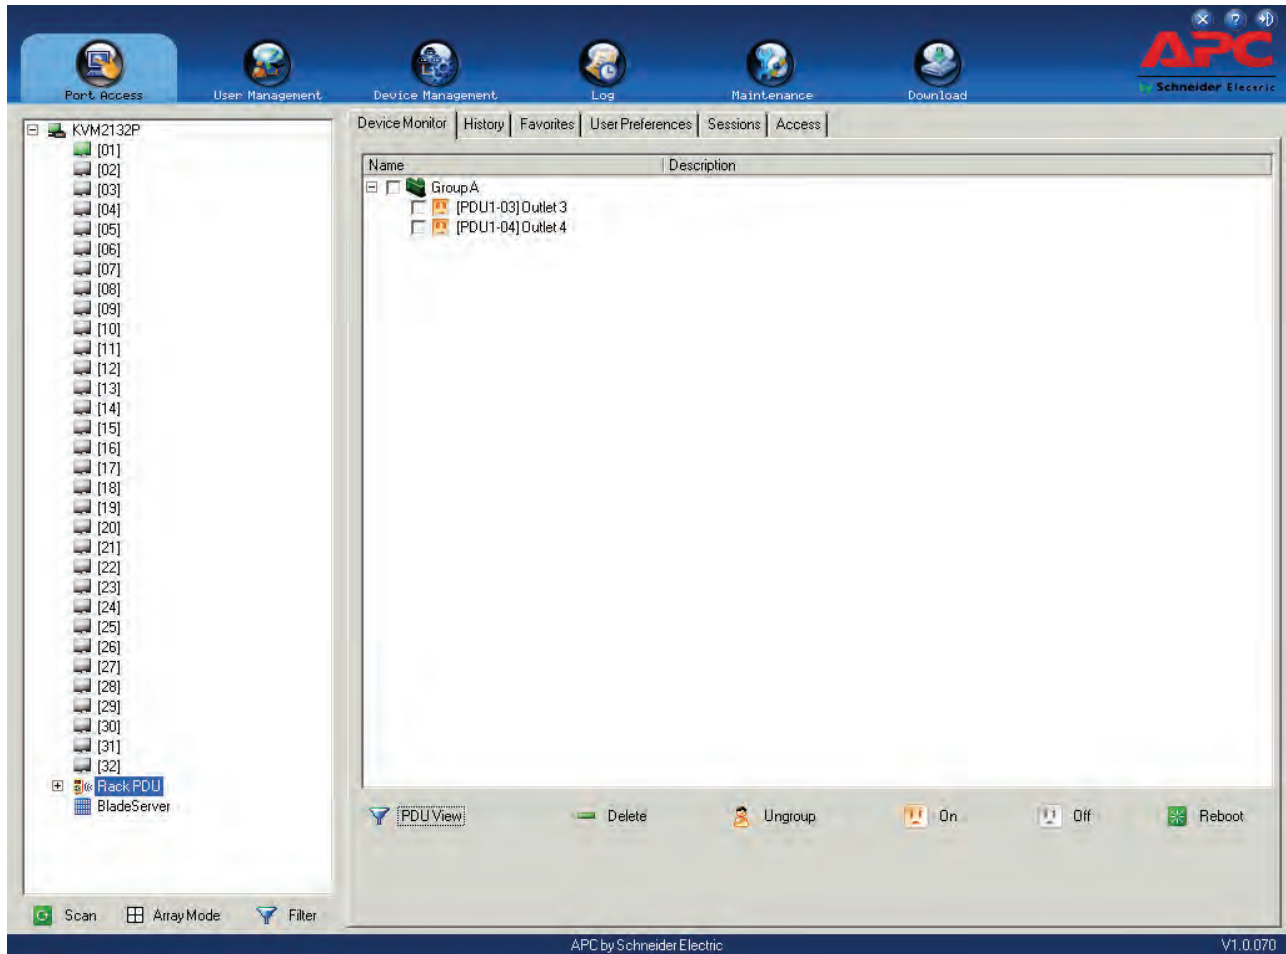 APC
by Schneider Electric
Port Access
User Management
Device Management
Log
Maintenance
Download
KVM2132P
[01]
[02]
[03]
[04]
[05]
[06]
[07]
[08]
[09]
[10]
[11]
[12]
[13]
[14]
[15]
[16]
[17]
[18]
[19]
[20]
[21]
[22]
[23]
[24]
[25]
[26]
[27]
[28]
[29]
[30]
[31]
[32]
Rack PDU
BladeServer
Scan Array Mode Filter
Device Monitor History Favorites User Preferences Sessions Access
Name Description
GroupA
[PDU1-03] Outlet 3
[PDU1-04] Outlet 4
PDU View Delete Ungroup On Off Reboot
APC by Schneider Electric
V1.0.070